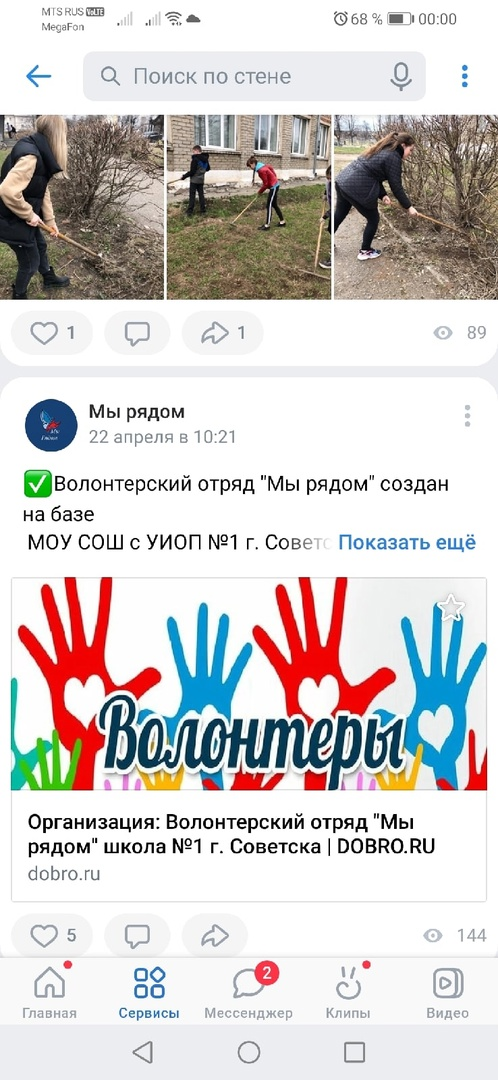 MTS RUS VoLTE
MegaFon
68 %
00:00
Поиск по стене
1
1
89
Мы рядом
22 апреля в 10:21
✅Волонтерский отряд "Мы рядом" создан
на базе
МОУ СОШ с УИОП №1 г. Советс Показать ещё
Волонтеры
Организация: Волонтерский отряд "Мы
рядом" школа №1 г. Советска | DOBRO.RU
dobro.ru
5
144
2
Главная
Сервисы
Мессенджер
Клипы
Видео